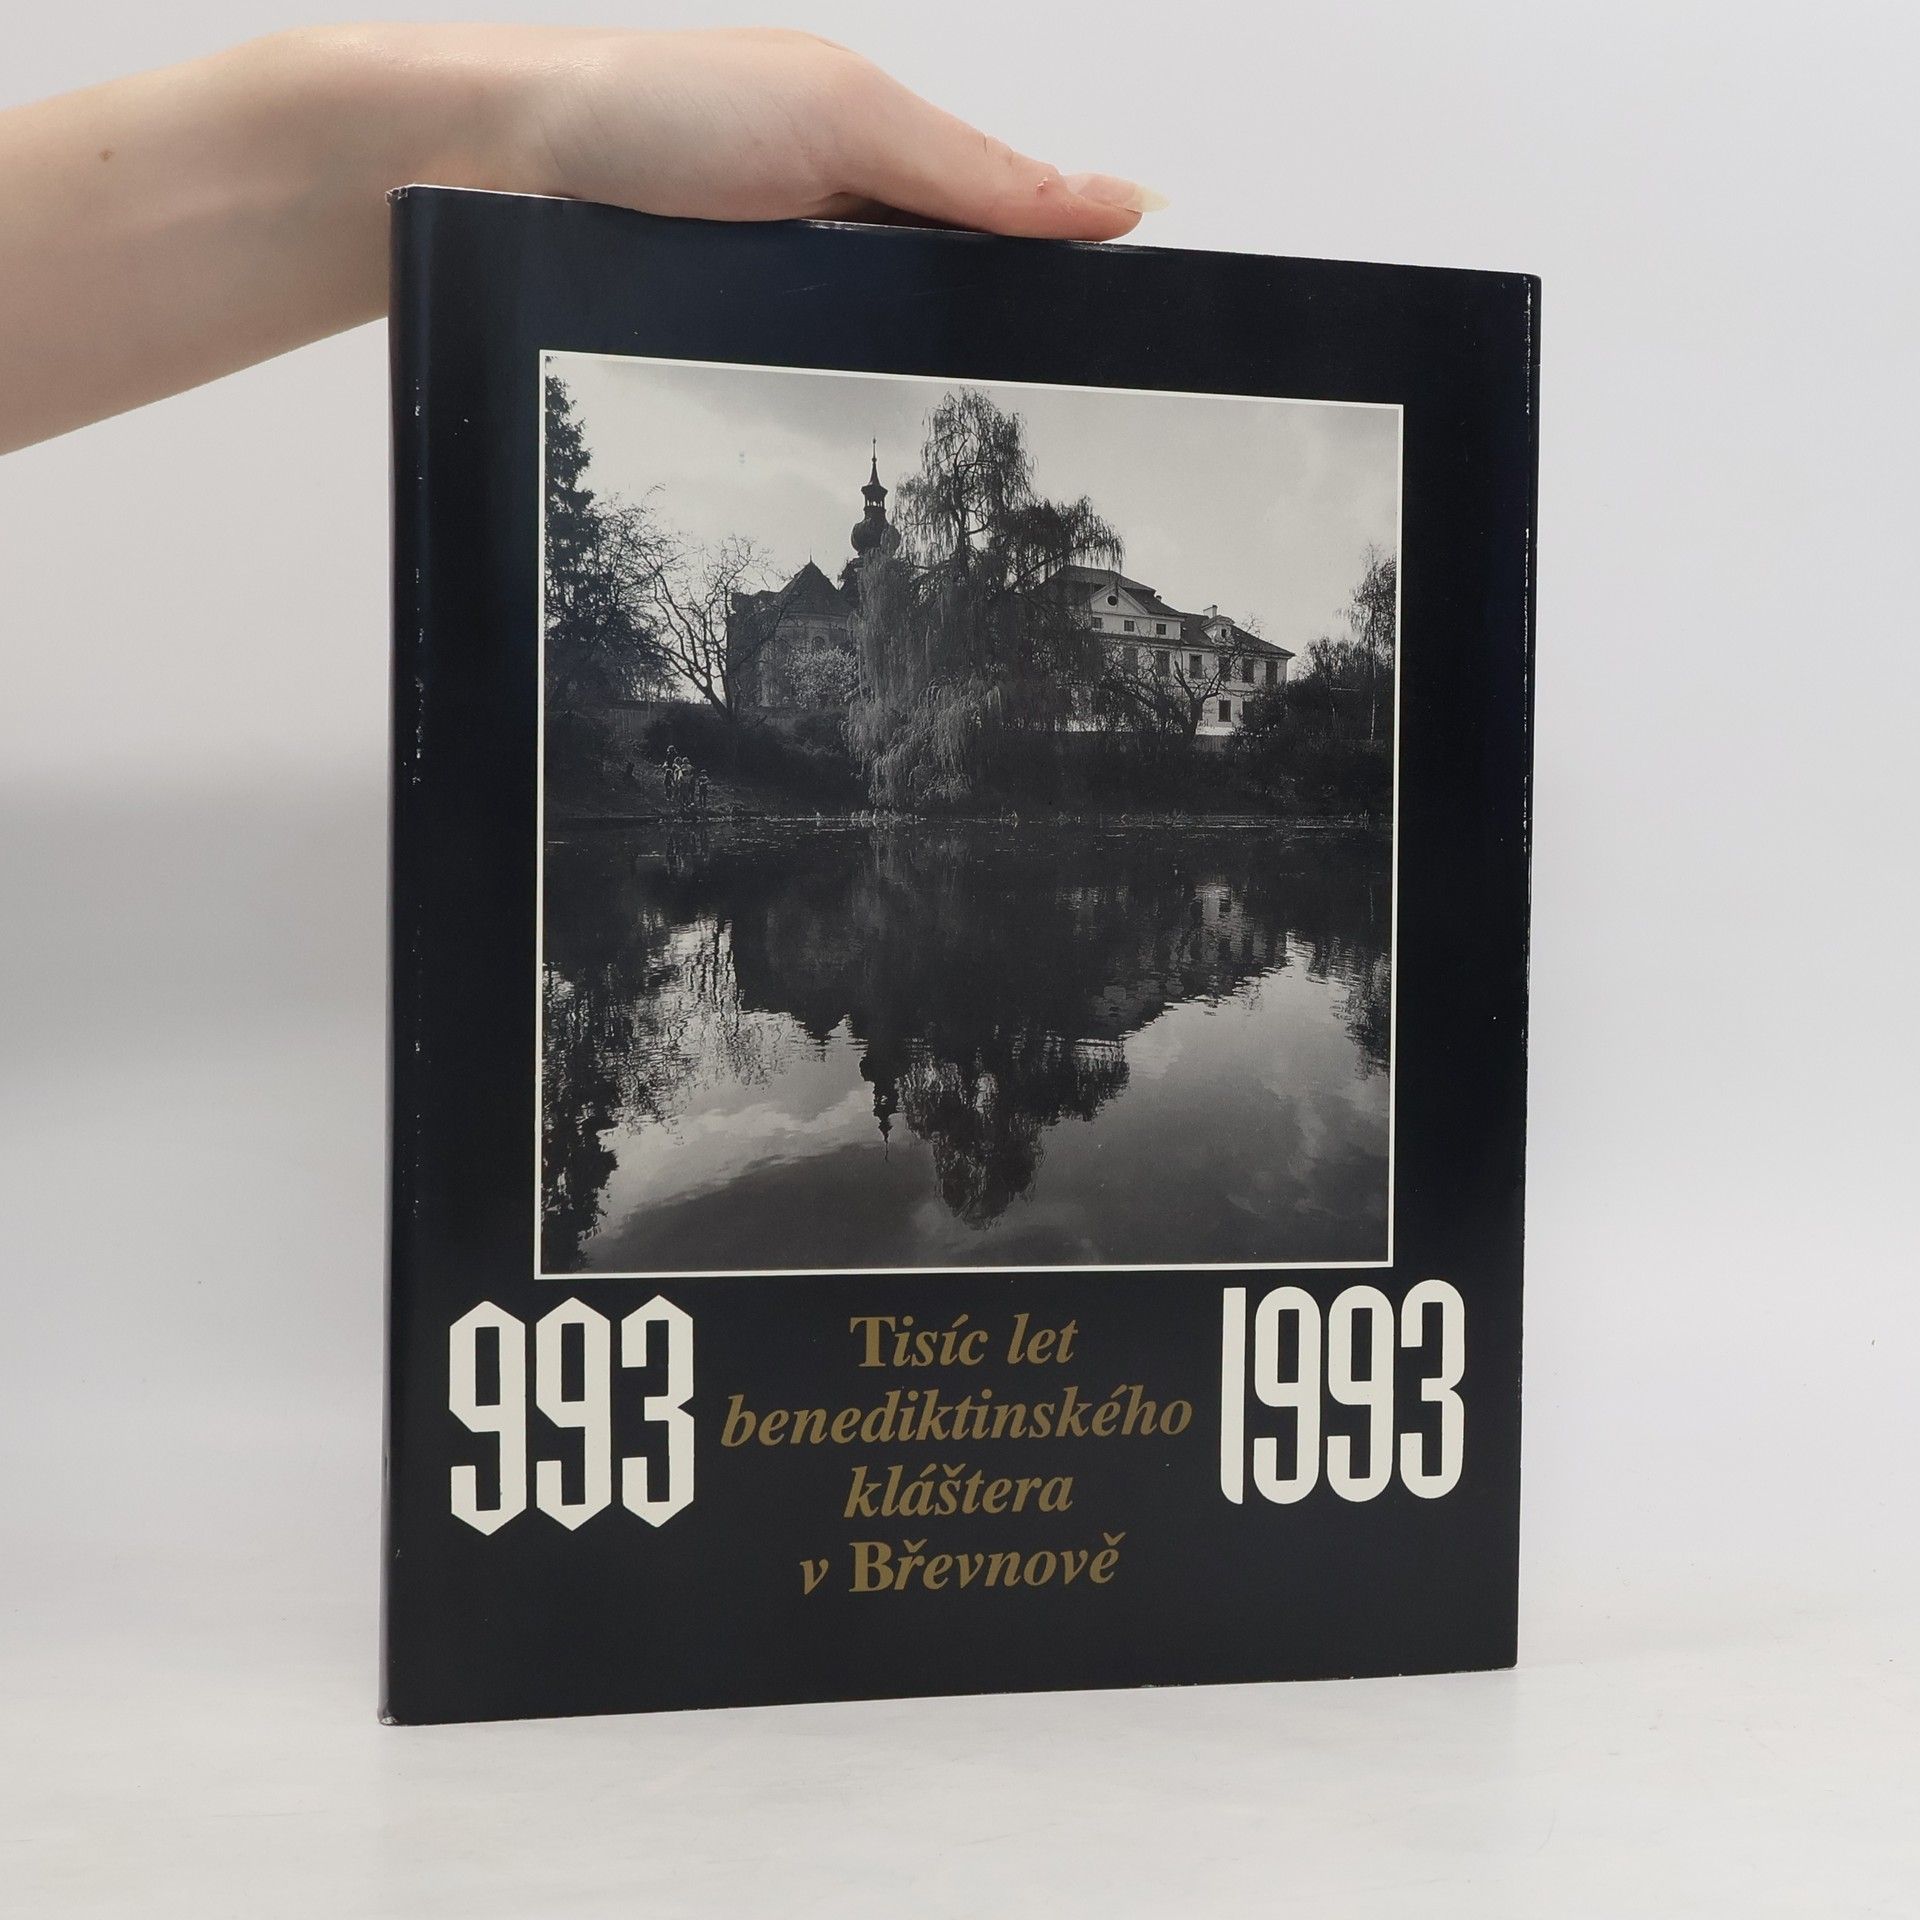 993
Tisíc let
benediktinského
kláštera
v Břevnově
1993